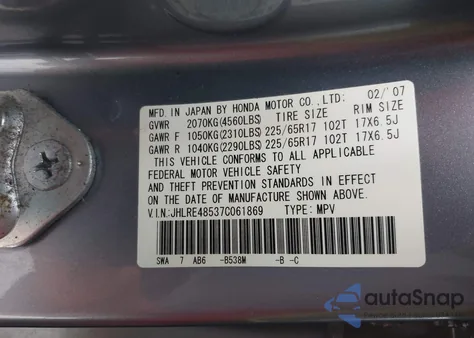 MFD. IN JAPAN BY HONDA MOTOR CO., LTD: 02/'07
GVWR 2070KG(4560LBS) TIRE SIZE RIM SIZE
GAWR F 1050KG(2310LBS) 225/65R17 102T 17X6.5J
GAWR R 1040KG(2290LBS) 225/65R17 102T 17X6.5J
THIS VEHICLE CONFORMS TO ALL APPLICABLE
FEDERAL MOTOR VEHICLE SAFETY
AND THEFT PREVENTION STANDARDS IN EFFECT
ON THE DATE OF MANUFACTURE SHOWN ABOVE.
V.I.N.:JHLRE48537C061869 TYPE: MPV
SWA 7 AB6 -B538M -B -C
autoSnap